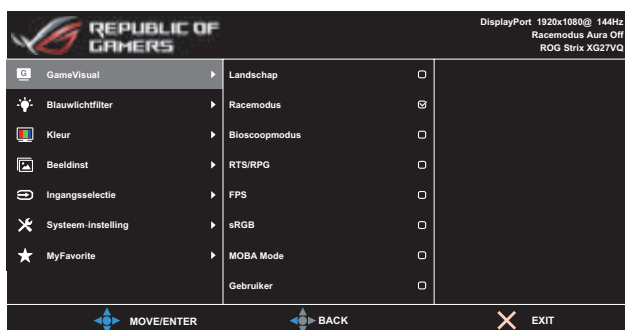 REPUBLIC OF
GAMERS
DisplayPort 1920x1080@ 144Hz
Racemodus Aura Off
ROG Strix XG27VQ
G GameVisual
Blauwlichtfilter
Kleur
Beeldinst
Ingangsselectie
Systeem-instelling
MyFavorite
Landschap
Racemodus
Bioscoopmodus
RTS/RPG
FPS
sRGB
MOBA Mode
Gebruiker
MOVE/ENTER
BACK
EXIT